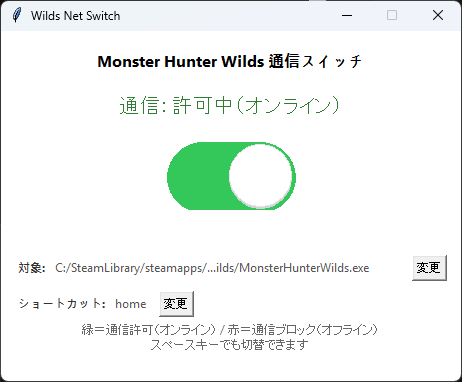 Wilds Net Switch
Monster Hunter Wilds 通信スイッチ
通信: 許可中（オンライン）
対象: C:/SteamLibrary/steamapps/...ilds/MonsterHunterWilds.exe 変更
ショートカット: home 変更
緑＝通信許可（オンライン） / 赤＝通信ブロック（オフライン）
スペースキーでも切替できます